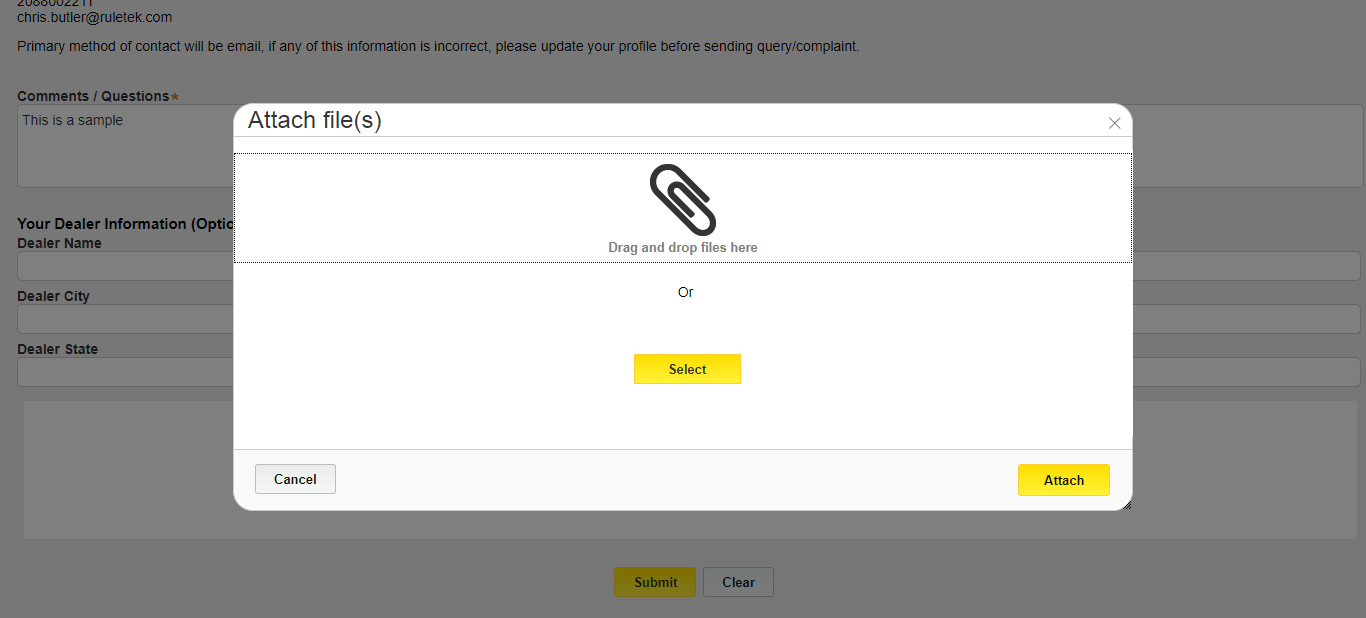 2088002211
chris.butler@ruletek.com
Primary method of contact will be email, if any of this information is incorrect, please update your profile before sending query/complaint.
Comments / Questions*
This is a sample
Attach file(s)
Drag and drop files here
Or
Select
Cancel
Attach
Your Dealer Information (Optio
Dealer Name
Dealer City
Dealer State
Submit
Clear